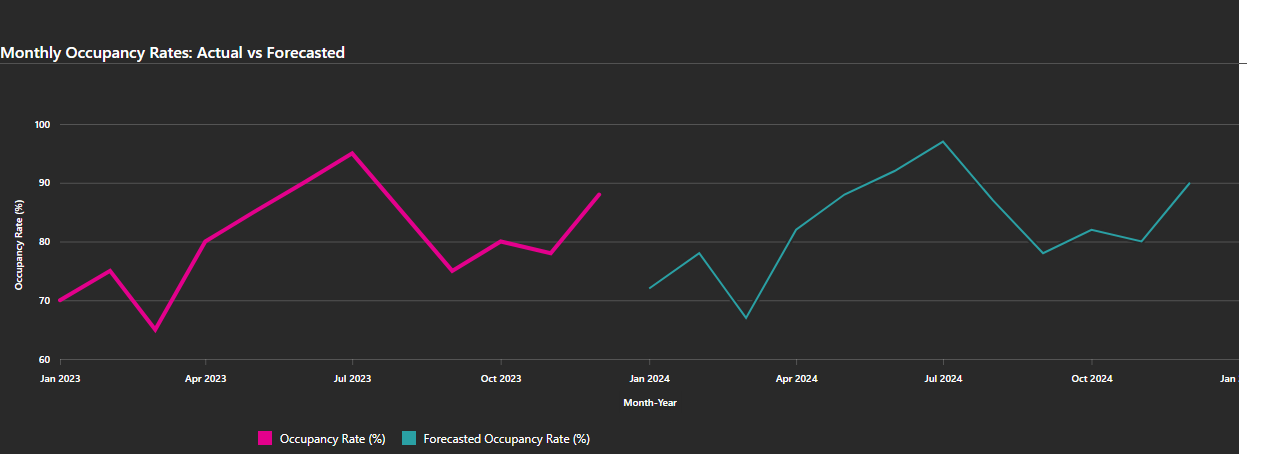 Monthly Occupancy Rates: Actual vs Forecasted
100
90
80
70
60
Occupancy Rate (%)
Jan 2023 Apr 2023 Jul 2023 Oct 2023 Jan 2024 Apr 2024 Jul 2024 Oct 2024 Jan
Month-Year
Occupancy Rate (%) Forecasted Occupancy Rate (%)